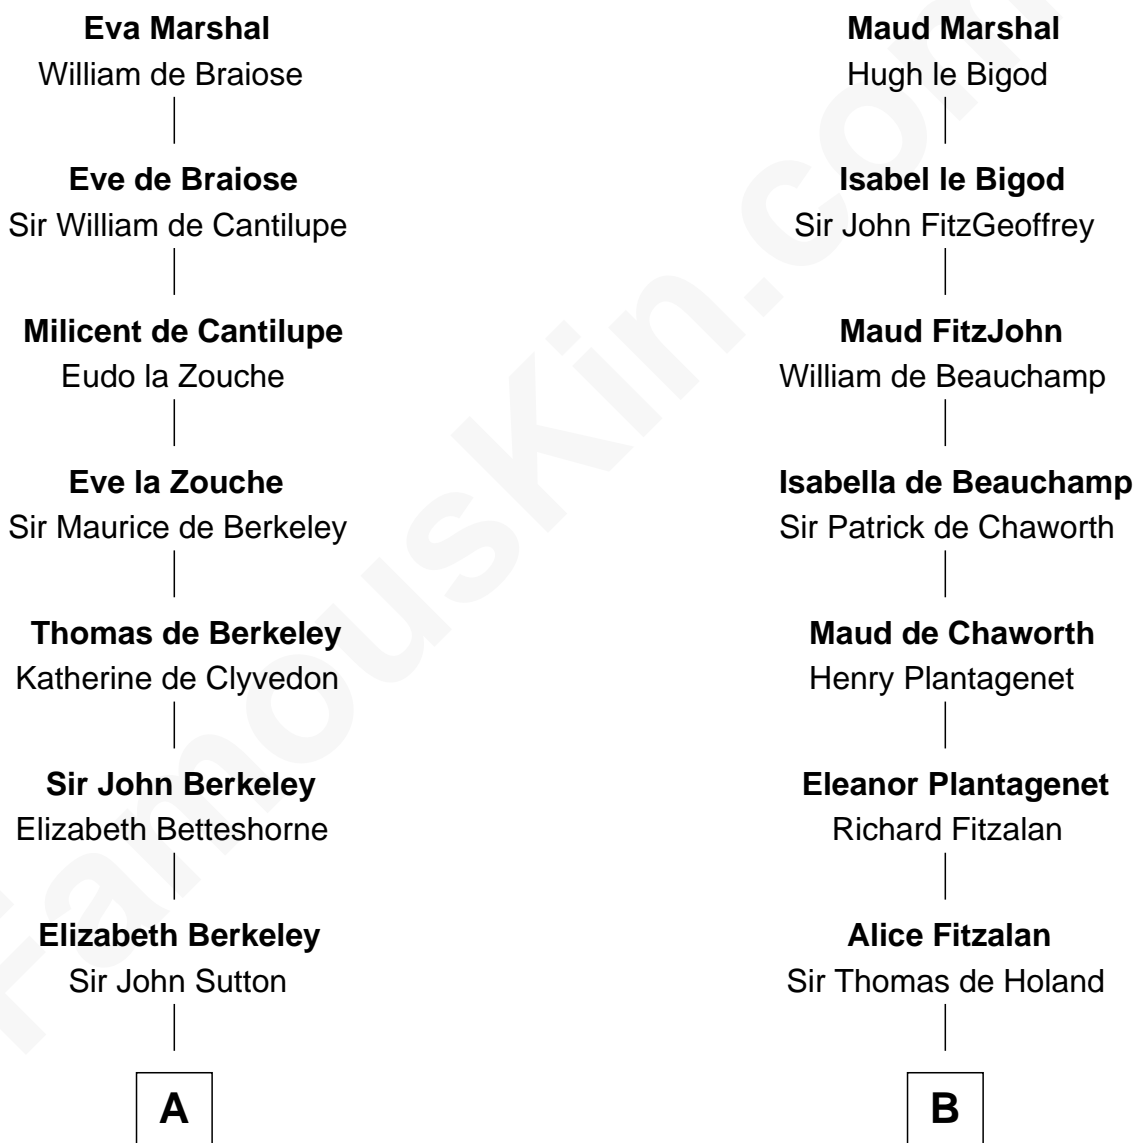 Eva Marshal
William de Braiose
Eve de Braiose
Sir William de Cantilupe
Milicent de Cantilupe
Eudo la Zouche
Eve la Zouche
Sir Maurice de Berkeley
Thomas de Berkeley
Katherine de Clyvedon
Sir John Berkeley
Elizabeth Betteshorne
Elizabeth Berkeley
Sir John Sutton
A
Maud Marshal
Hugh le Bigod
Isabel le Bigod
Sir John FitzGeoffrey
Maud FitzJohn
William de Beauchamp
Isabella de Beauchamp
Sir Patrick de Chaworth
Maud de Chaworth
Henry Plantagenet
Eleanor Plantagenet
Richard Fitzalan
Alice Fitzalan
Sir Thomas de Holand
B
FamousKin.com